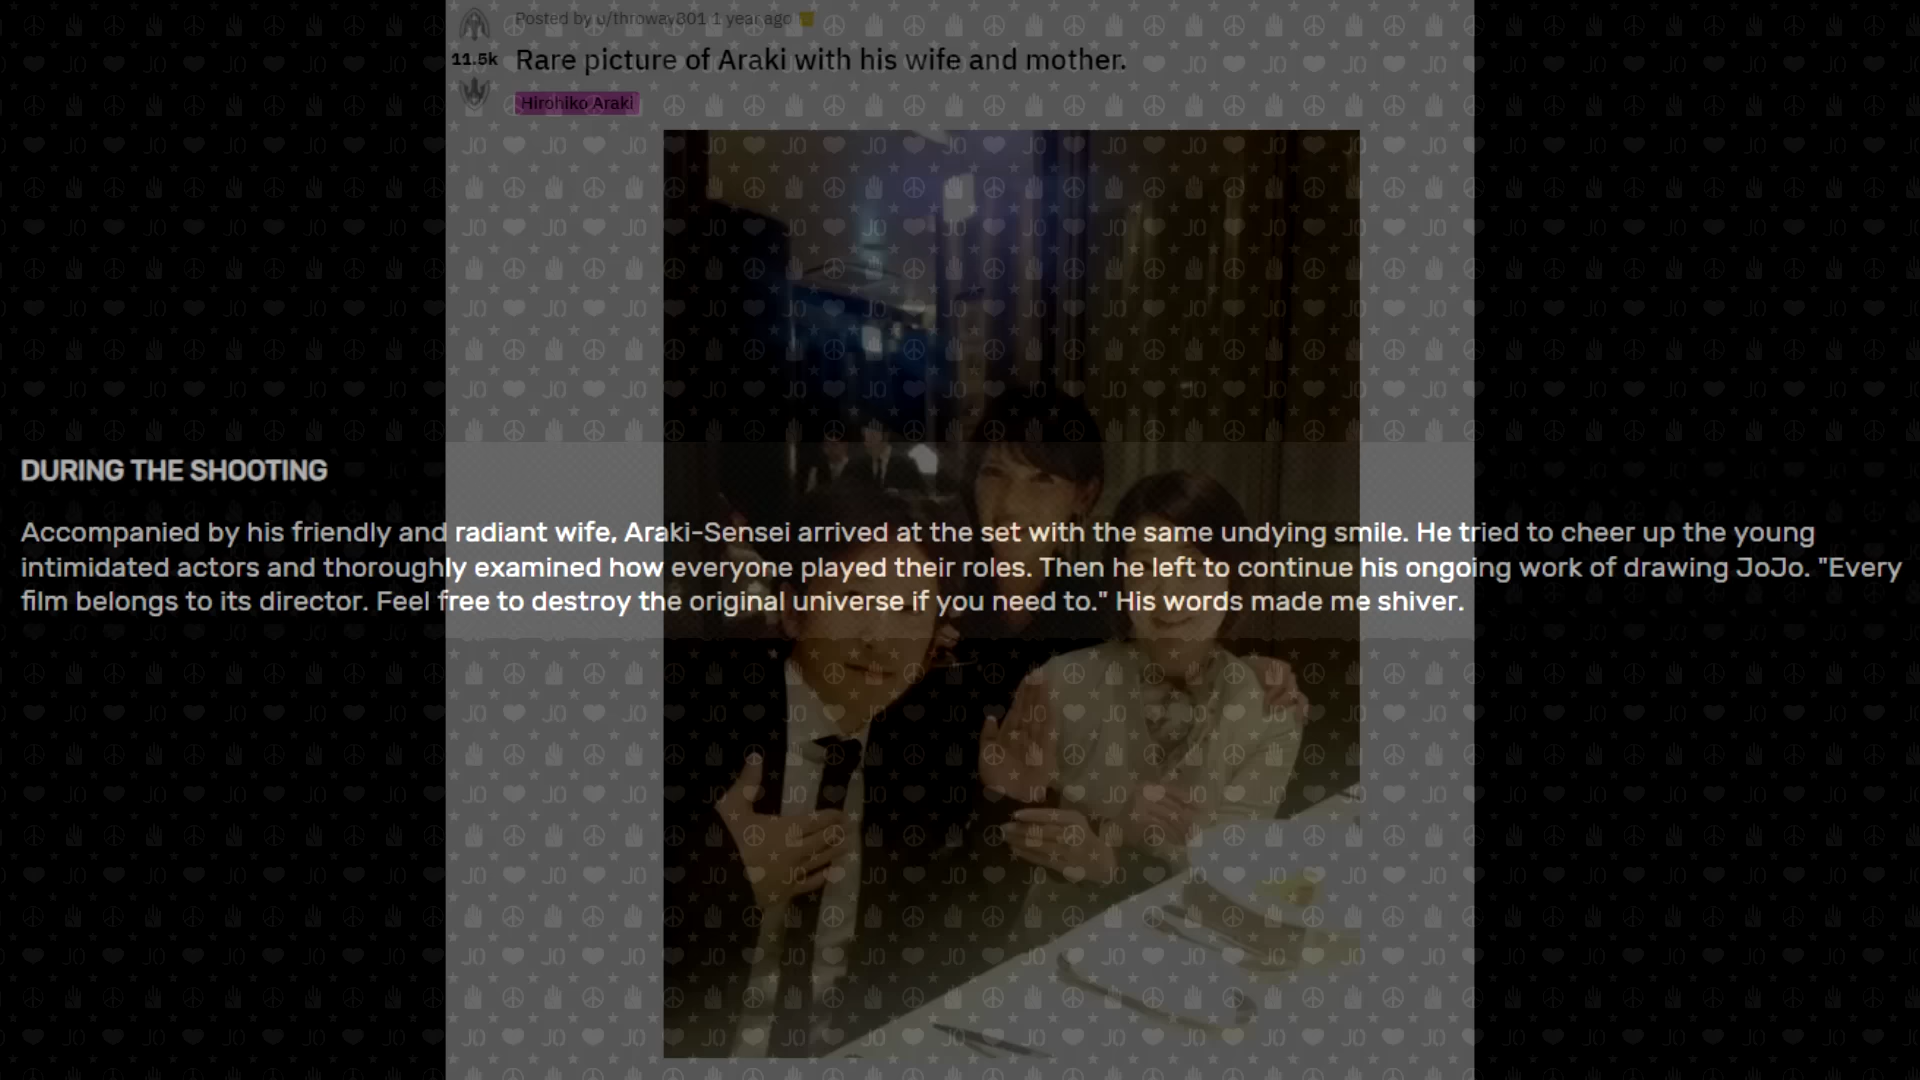 Posted by u/throway801 1 year ago
11.5k
Rare picture of Araki with his wife and mother.
Hirohiko Araki
DURING THE SHOOTING
Accompanied by his friendly and radiant wife, Araki-Sensei arrived at the set with the same undying smile. He tried to cheer up the young
intimidated actors and thoroughly examined how everyone played their roles. Then he left to continue his ongoing work of drawing JoJo. "Every
film belongs to its director. Feel free to destroy the original universe if you need to." His words made me shiver.